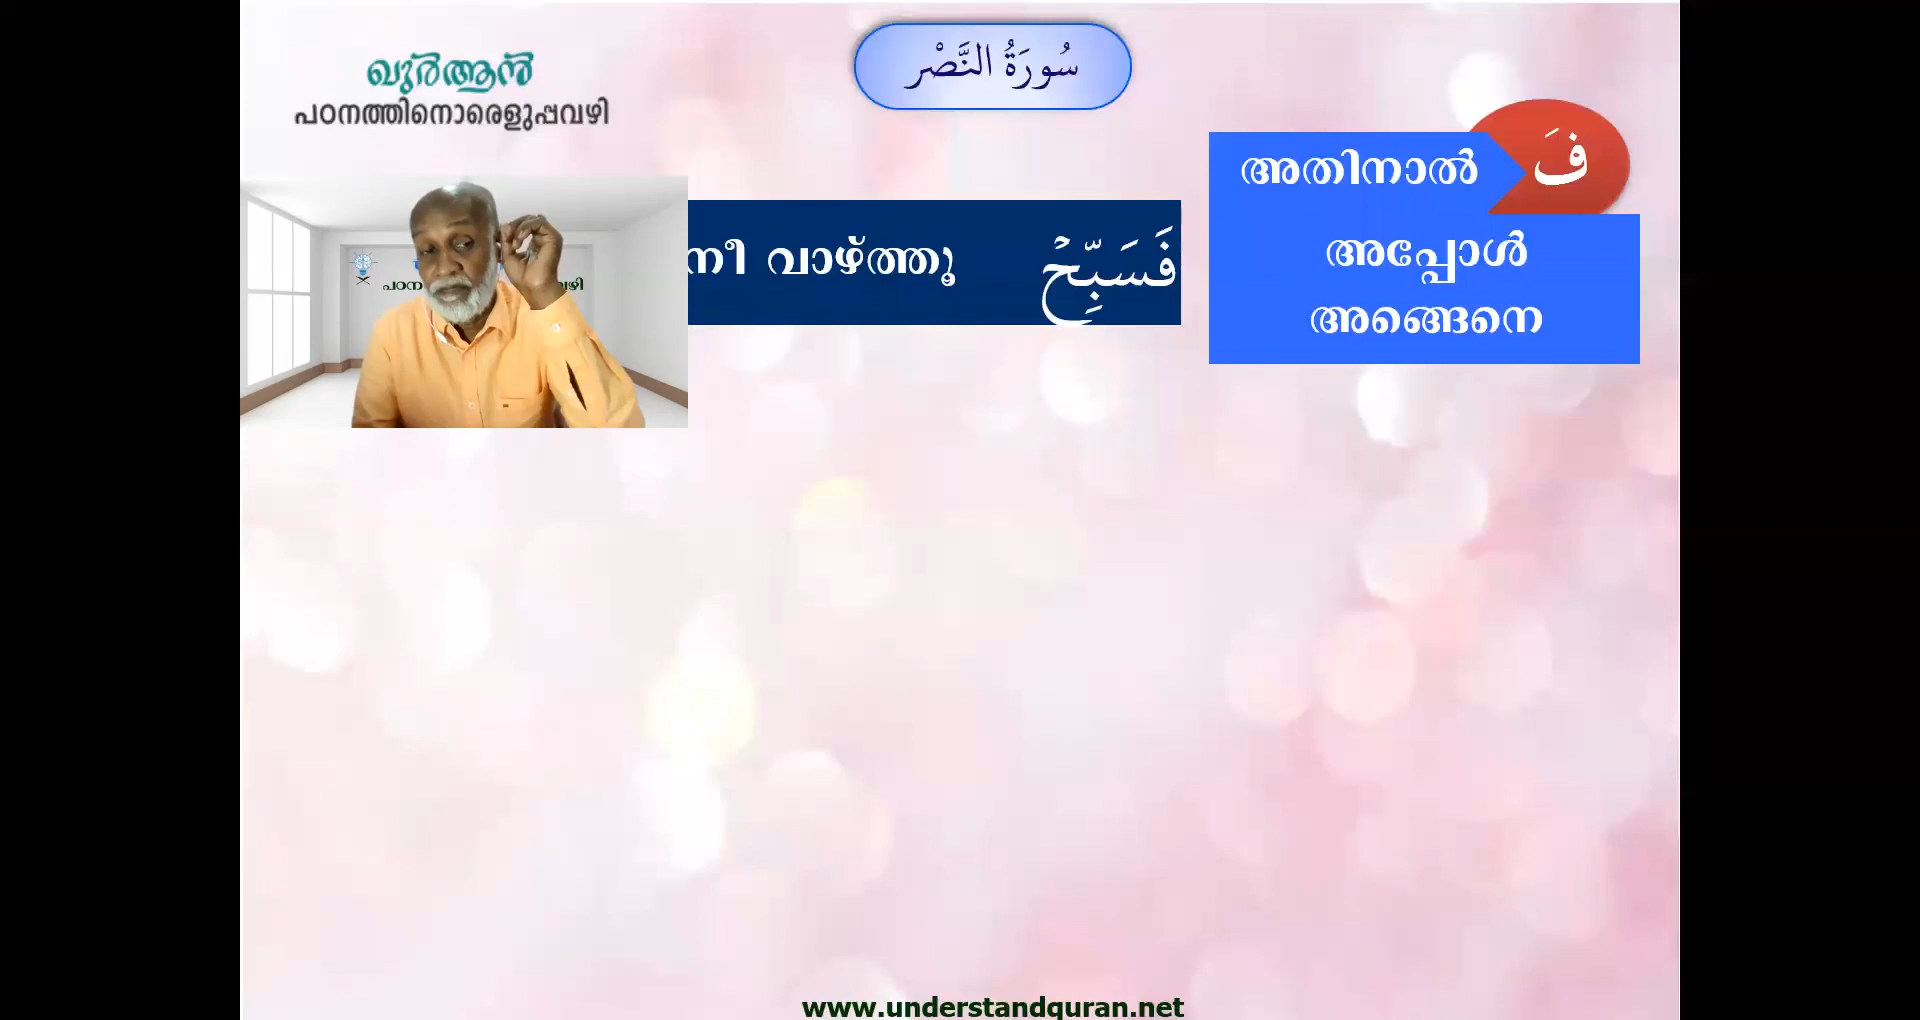 سُورَةُ النَّصْر
ഖുർആൻ
പഠനത്തിനൊരെളുപ്പവഴി
فَ
അതിനാൽ
അപ്പോൾ
അങ്ങനെ
فَسَبِّحْ
നീ വാഴ്ത്തൂ
www.understandquran.net